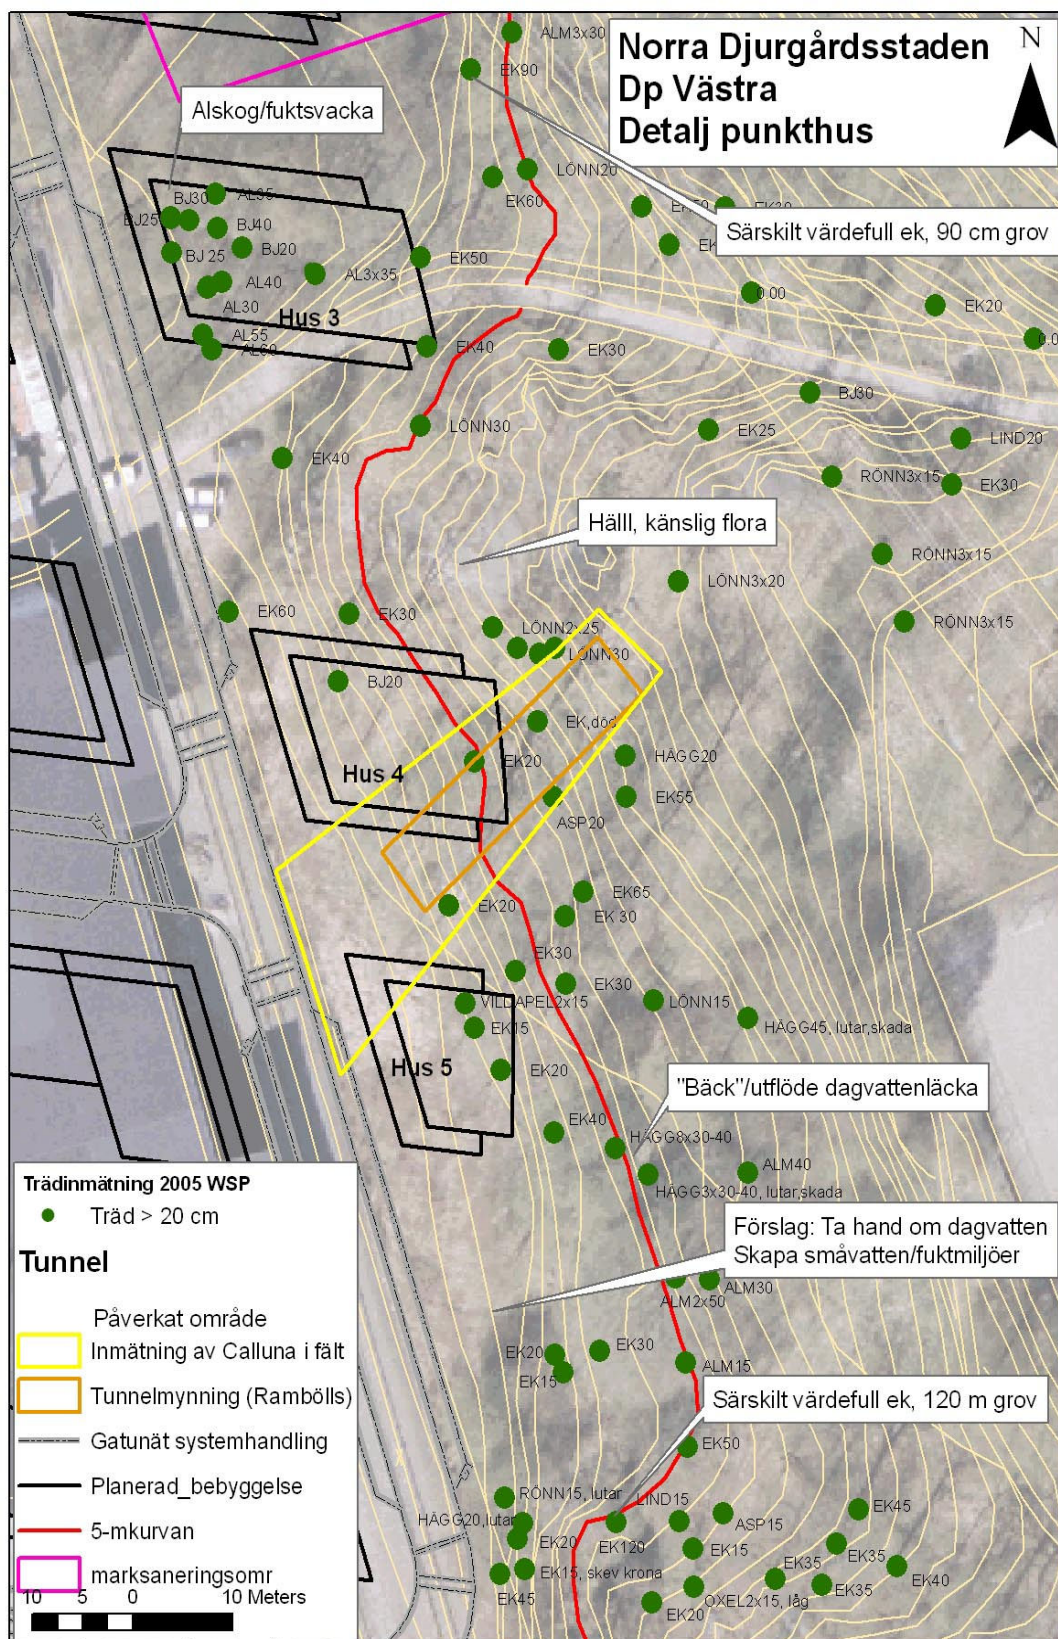 Norra Djurgårdsstaden
Dp Västra
Detalj punkthus
N
ALM3x30
EK90
Alskog/fuktsvacka
LÖNN20
EK60
Särskilt värdefull ek, 90 cm grov
AL35
BJ30
BJ25
BJ40
BJ20
BJ 25
AL3x35
AL40
AL30
EK50
0.00
EK20
Hus 3
AL55
EK40
EK30
BJ30
LÖNN30
EK25
LIND20
EK40
RÖNN3x15
EK30
Hälll, känslig flora
RÖNN3x15
LÖNN3x20
EK60
EK30
LÖNN2x25
RÖNN3x15
LÖNN30
BJ20
EK,död
HÄGG20
EK20
Hus 4
EK55
ASP20
EK65
EK20
EK 30
EK30
EK30
VILDAPEL2x15
LÖNN15
HÄGG45, lutar,skada
EK15
Hus 5
EK20
"Bäck"/utflöde dagvattenläcka
EK40
HÄGG8x30-40
ALM40
HÄGG3x30-40, lutar,skada
Förslag: Ta hand om dagvatten
Skapa småvatten/fuktmiljöer
ALM30
ALM2x50
EK20
EK30
EK15
ALM15
Särskilt värdefull ek, 120 m grov
EK50
RÖNN15, lutar
LIND15
EK45
HÄGG20,lutar
ASP15
EK20
EK120
EK15
EK35
EK15, skev krona
EK35
EK40
EK45
EK35
OXEL2x15, låg
EK20
Trädinmätning 2005 WSP
Träd > 20 cm
Tunnel
Påverkat område
Inmätning av Calluna i fält
Tunnelmynning (Rambölls)
Gatunät systemhandling
Planerad_bebyggelse
5-mkurvan
marksaneringsomr
10 5 0 10 Meters